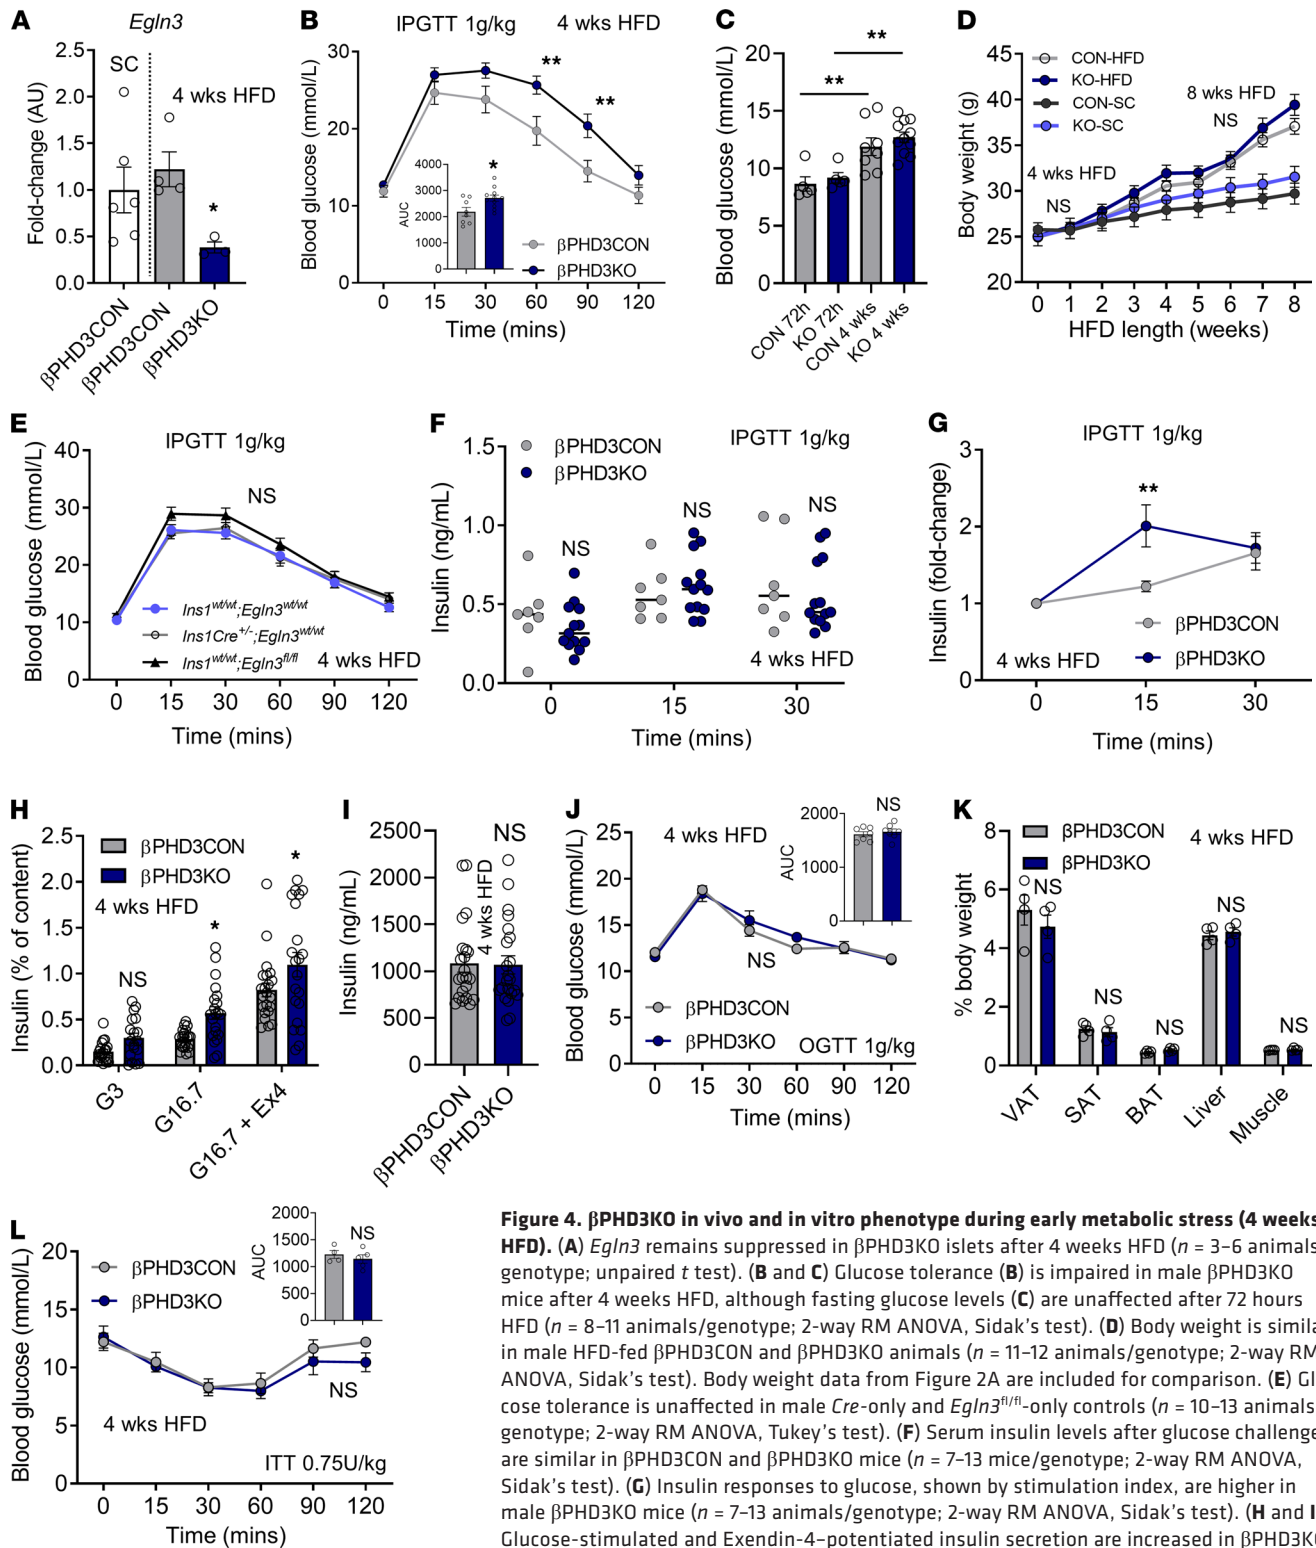 A
Egln3
Fold-change (AU)
2.5
2.0
1.5
1.0
0.5
0.0
SC
4 wks HFD
*
βPHD3CON
βPHD3CON
βPHD3KO
B
IPGTT 1g/kg
4 wks HFD
Blood glucose (mmol/L)
30
20
10
0
**
**
AUC
4000
3000
2000
1000
0
*
βPHD3CON
βPHD3KO
0 15 30 60 90 120
Time (mins)
C
Blood glucose (mmol/L)
20
15
10
5
0
**
**
CON 72h
KO 72h
CON 4 wks
KO 4 wks
D
Body weight (g)
45
40
35
30
25
20
CON-HFD
KO-HFD
CON-SC
KO-SC
8 wks HFD
NS
4 wks HFD
NS
0 1 2 3 4 5 6 7 8
HFD length (weeks)
E
IPGTT 1g/kg
Blood glucose (mmol/L)
40
30
20
10
0
NS
Ins1wt/wt;Egln3wt/wt
Ins1Cre+/-;Egln3wt/wt
Ins1wt/wt;Egln3fl/fl
4 wks HFD
0 15 30 60 90 120
Time (mins)
F
βPHD3CON
βPHD3KO
IPGTT 1g/kg
Insulin (ng/mL)
1.5
1.0
0.5
0.0
NS
NS
NS
4 wks HFD
0 15 30
Time (mins)
G
IPGTT 1g/kg
Insulin (fold-change)
3
2
1
0
**
βPHD3CON
βPHD3KO
4 wks HFD
0 15 30
Time (mins)
H
Insulin (% of content)
2.5
2.0
1.5
1.0
0.5
0.0
βPHD3CON
βPHD3KO
4 wks HFD
NS
*
*
G3
G16.7
G16.7 + Ex4
I
Insulin (ng/mL)
2500
2000
1500
1000
500
0
4 wks HFD
NS
βPHD3CON
βPHD3KO
J
4 wks HFD
Blood glucose (mmol/L)
25
20
15
10
5
0
AUC
2000
1000
0
NS
NS
βPHD3CON
βPHD3KO
OGTT 1g/kg
0 15 30 60 90 120
Time (mins)
K
βPHD3CON
βPHD3KO
4 wks HFD
% body weight
8
6
4
2
0
NS
NS
NS
NS
NS
VAT
SAT
BAT
Liver
Muscle
L
Blood glucose (mmol/L)
20
15
10
5
0
βPHD3CON
βPHD3KO
AUC
2000
1500
1000
500
0
NS
NS
4 wks HFD
ITT 0.75U/kg
0 15 30 60 90 120
Time (mins)
Figure 4. βPHD3KO in vivo and in vitro phenotype during early metabolic stress (4 weeks
HFD). (A) Egln3 remains suppressed in βPHD3KO islets after 4 weeks HFD (n = 3–6 animals
genotype; unpaired t test). (B and C) Glucose tolerance (B) is impaired in male βPHD3KO
mice after 4 weeks HFD, although fasting glucose levels (C) are unaffected after 72 hours
HFD (n = 8–11 animals/genotype; 2-way RM ANOVA, Sidak's test). (D) Body weight is simila
in male HFD-fed βPHD3CON and βPHD3KO animals (n = 11–12 animals/genotype; 2-way RM
ANOVA, Sidak's test). Body weight data from Figure 2A are included for comparison. (E) Gl
cose tolerance is unaffected in male Cre-only and Egln3fl/fl-only controls (n = 10–13 animals
genotype; 2-way RM ANOVA, Tukey's test). (F) Serum insulin levels after glucose challenge
are similar in βPHD3CON and βPHD3KO mice (n = 7–13 mice/genotype; 2-way RM ANOVA,
Sidak's test). (G) Insulin responses to glucose, shown by stimulation index, are higher in
male βPHD3KO mice (n = 7–13 animals/genotype; 2-way RM ANOVA, Sidak's test). (H and I
Glucose-stimulated and Exendin-4–potentiated insulin secretion are increased in βPHD3K